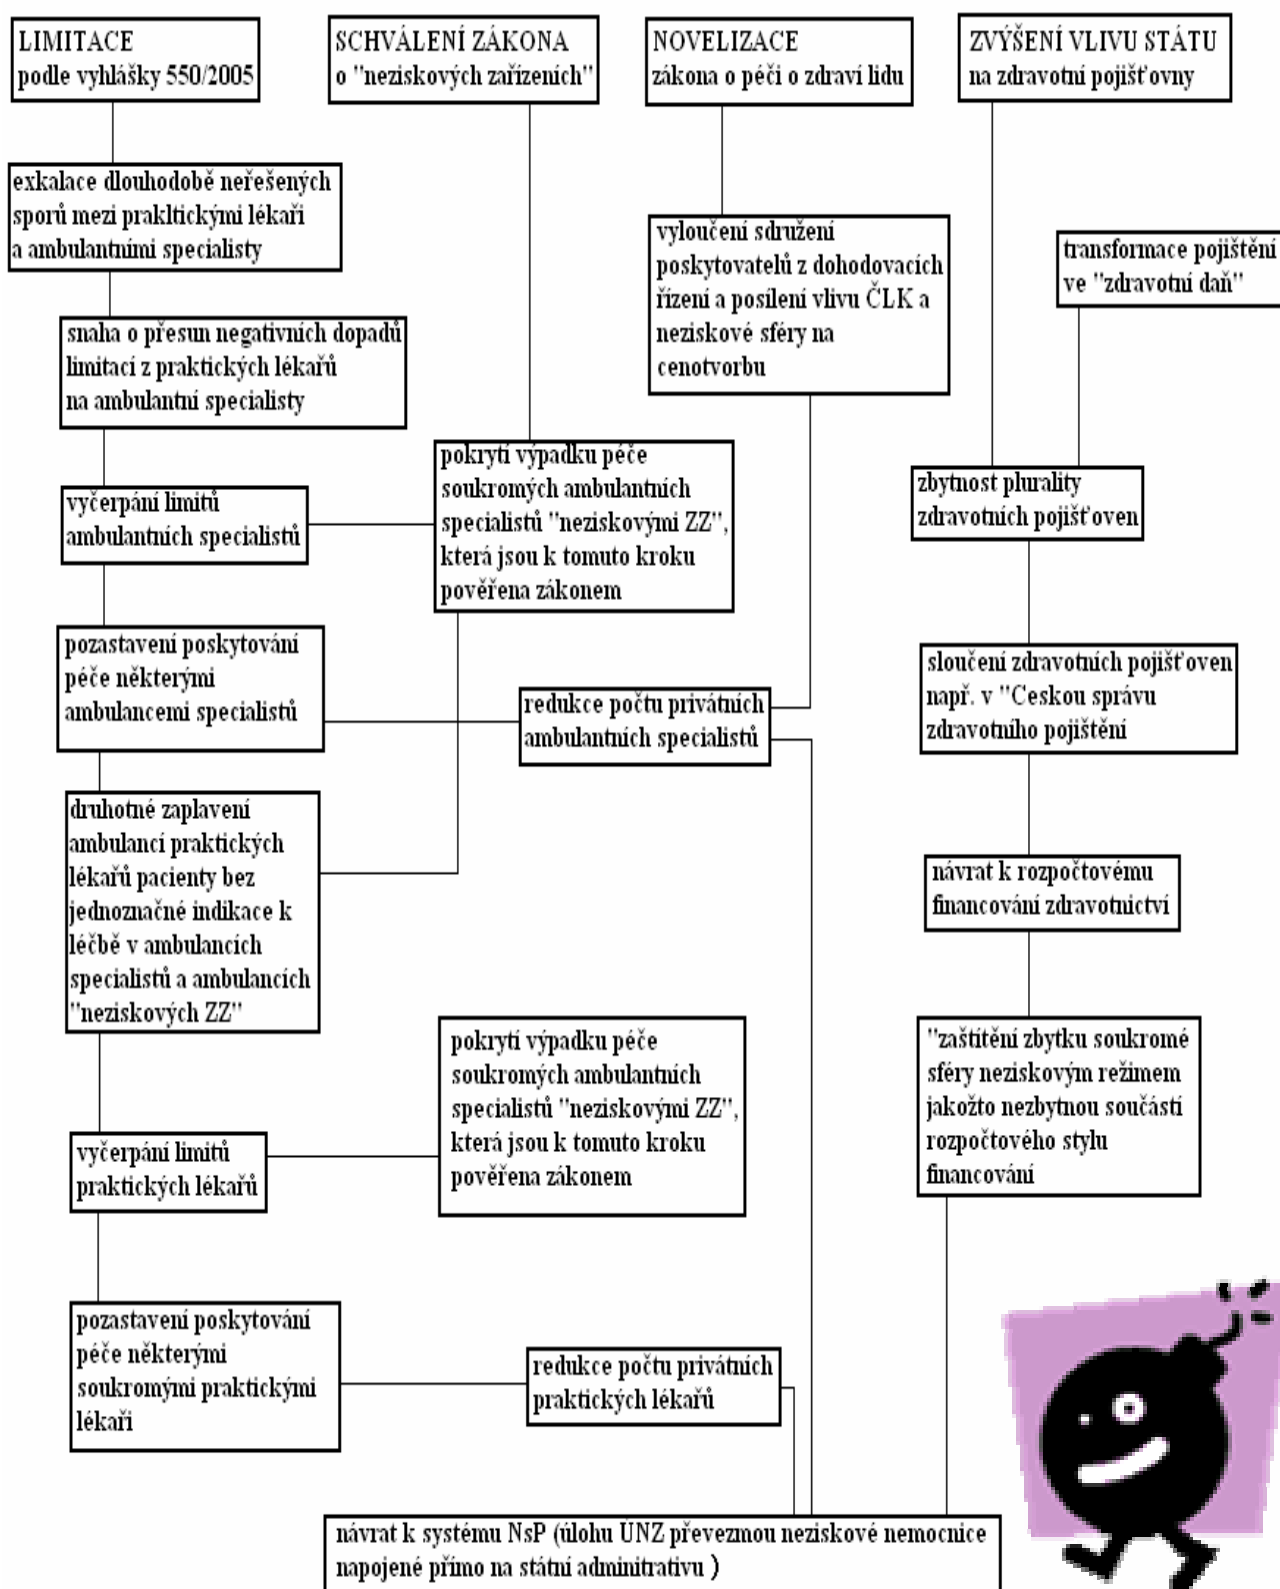 LIMITACE
podle vyhlášky 550/2005
SCHVÁLENÍ ZÁKONA
o "neziskových zařízeních"
NOVELIZACE
zákona o péči o zdraví lidu
ZVÝŠENÍ VLIVU STÁTU
na zdravotní pojišťovny
exkalace dlouhodobě neřešených
sporů mezi prakltickými lékaři
a ambulantními specialisty
vyloučení sdružení
poskytovatelů z dohodovacích
řízení a posílení vlivu ČLK a
neziskové sféry na
cenotvorbu
transformace pojištění
ve "zdravotní daň"
snaha o přesun negativních dopadů
limitací z praktických lékařů
na ambulantní specialisty
pokrytí výpadku péče
soukromých ambulantních
specialistů "neziskovými ZZ",
která jsou k tomuto kroku
pověřena zákonem
zbytnost plurality
zdravotních pojišťoven
vyčerpání limitů
ambulantních specialistů
pozastavení poskytování
péče některými
ambulancemi specialistů
redukce počtu privátních
ambulantních specialistů
sloučení zdravotních pojišťoven
např. v "Ceskou správu
zdravotního pojištění
druhotné zaplavení
ambulancí praktických
lékařů pacienty bez
jednoznačné indikace k
léčbě v ambulancích
specialistů a ambulancích
"neziskových ZZ"
návrat k rozpočtovému
financování zdravotnictví
pokrytí výpadku péče
soukromých ambulantních
specialistů "neziskovými ZZ",
která jsou k tomuto kroku
pověřena zákonem
"zaštítění zbytku soukromé
sféry neziskovým režimem
jakožto nezbytnou součástí
rozpočtového stylu
financování
vyčerpání limitů
praktických lékařů
pozastavení poskytování
péče některými
soukromými praktickými
lékaři
redukce počtu privátních
praktických lékařů
návrat k systému NsP (úlohu ÚNZ převezmou neziskové nemocnice
napojené přímo na státní adminitrativu )